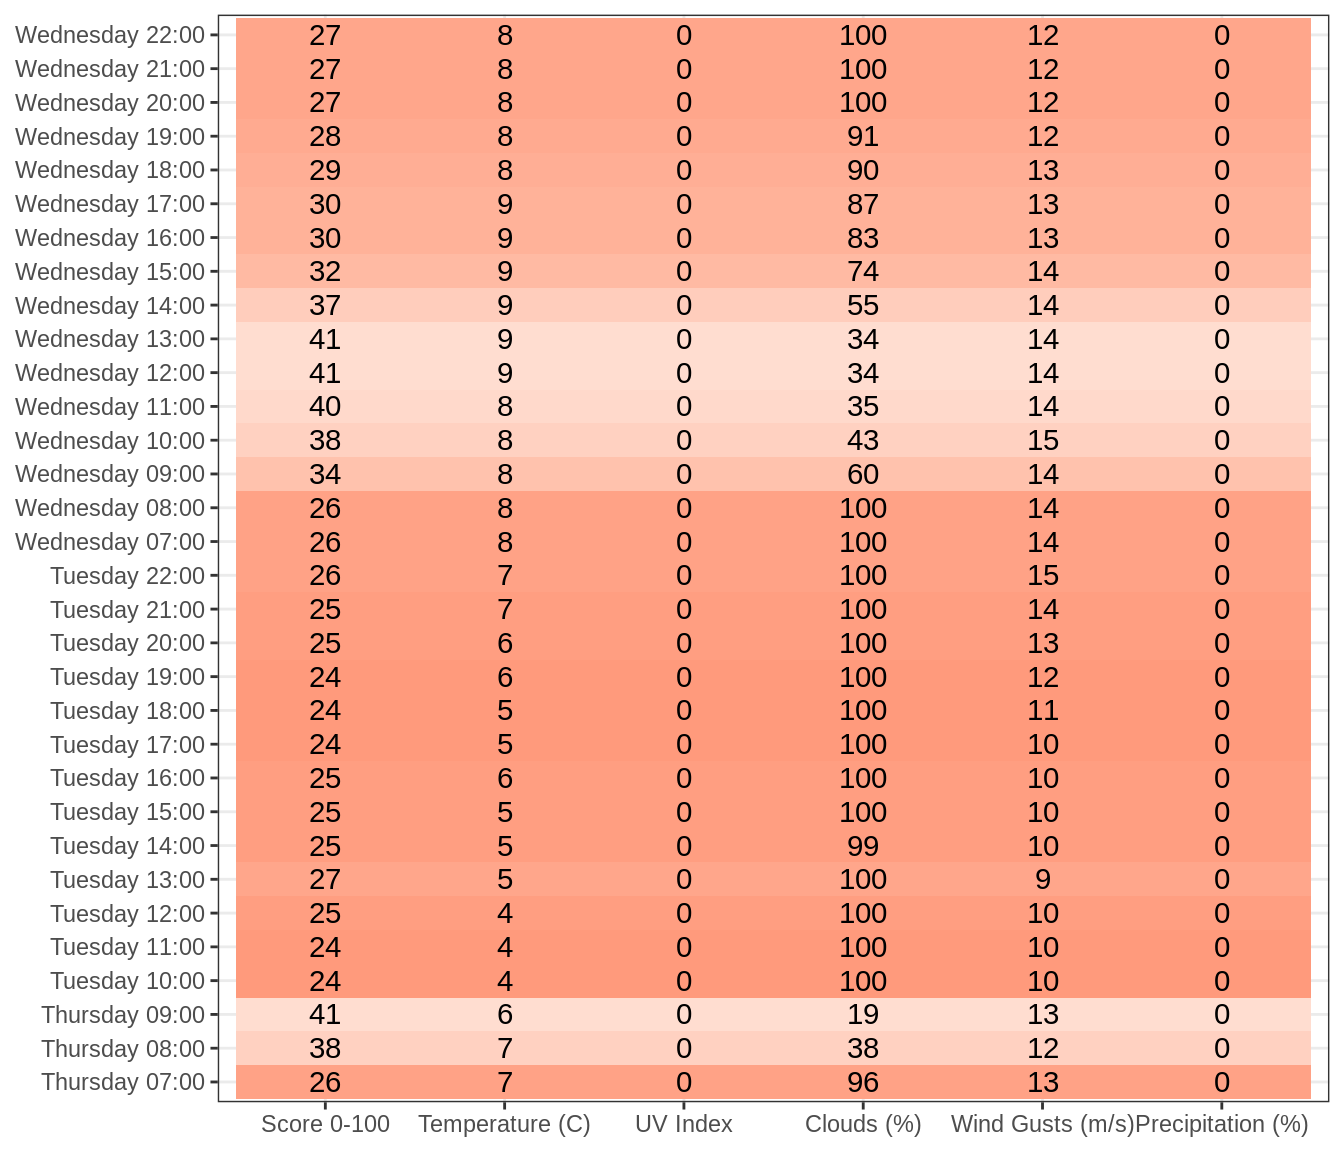 Wednesday 22:00 27 8 0 100 12 0
Wednesday 21:00 27 8 0 100 12 0
Wednesday 20:00 27 8 0 100 12 0
Wednesday 19:00 28 8 0 91 12 0
Wednesday 18:00 29 8 0 90 13 0
Wednesday 17:00 30 9 0 87 13 0
Wednesday 16:00 30 9 0 83 13 0
Wednesday 15:00 32 9 0 74 14 0
Wednesday 14:00 37 9 0 55 14 0
Wednesday 13:00 41 9 0 34 14 0
Wednesday 12:00 41 9 0 34 14 0
Wednesday 11:00 40 8 0 35 14 0
Wednesday 10:00 38 8 0 43 15 0
Wednesday 09:00 34 8 0 60 14 0
Wednesday 08:00 26 8 0 100 14 0
Wednesday 07:00 26 8 0 100 14 0
Tuesday 22:00 26 7 0 100 15 0
Tuesday 21:00 25 7 0 100 14 0
Tuesday 20:00 25 6 0 100 13 0
Tuesday 19:00 24 6 0 100 12 0
Tuesday 18:00 24 5 0 100 11 0
Tuesday 17:00 24 5 0 100 10 0
Tuesday 16:00 25 6 0 100 10 0
Tuesday 15:00 25 5 0 100 10 0
Tuesday 14:00 25 5 0 99 10 0
Tuesday 13:00 27 5 0 100 9 0
Tuesday 12:00 25 4 0 100 10 0
Tuesday 11:00 24 4 0 100 10 0
Tuesday 10:00 24 4 0 100 10 0
Thursday 09:00 41 6 0 19 13 0
Thursday 08:00 38 7 0 38 12 0
Thursday 07:00 26 7 0 96 13 0
Score 0-100 Temperature (C) UV Index Clouds (%) Wind Gusts (m/s) Precipitation (%)